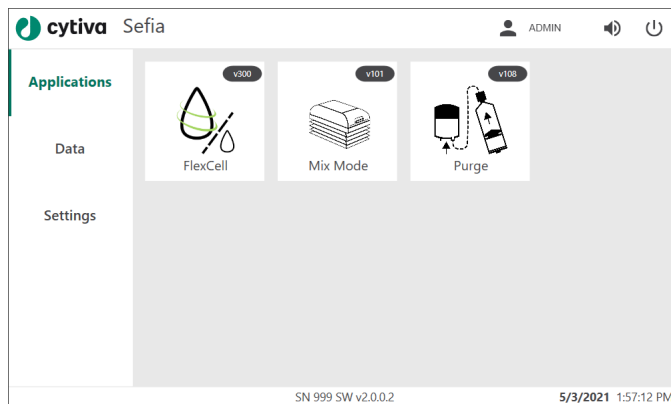 cytiva Sefia
ADMIN
Applications
Data
Settings
v300
FlexCell
v101
Mix Mode
v108
Purge
SN 999 SW v2.0.0.2
5/3/2021 1:57:12 PM